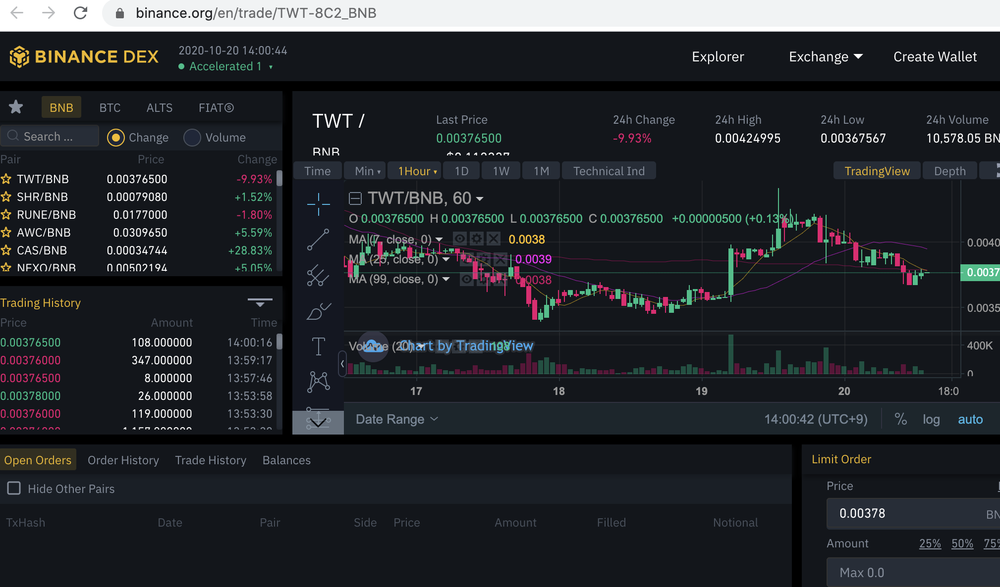 binance.org/en/trade/TWT-8C2_BNB
BINANCE DEX
2020-10-20 14:00:44
Accelerated 1
Explorer
Exchange
Create Wallet
BNB BTC ALTS FIATⓈ
Search ... Change Volume
Pair Price Change
TWT/BNB 0.00376500 -9.93%
SHR/BNB 0.00079080 +1.52%
RUNE/BNB 0.0177000 -1.80%
AWC/BNB 0.0309650 +5.59%
CAS/BNB 0.00034744 +28.83%
NEXO/BNB 0.00502194 +5.05%
Trading History
Price Amount Time
0.00376500 108.000000 14:00:16
0.00376000 347.000000 13:59:17
0.00376500 8.000000 13:57:46
0.00378000 26.000000 13:53:58
0.00376000 119.000000 13:53:30
TWT /
BNB
Last Price
0.00376500
24h Change
-9.93%
24h High
0.00424995
24h Low
0.00367567
24h Volume
10,578.05 BN
Time Min 1Hour 1D 1W 1M Technical Ind TradingView Depth
TWT/BNB, 60
O 0.00376500 H 0.00376500 L 0.00376500 C 0.00376500 +0.00000500 (+0.13%)
MA (7, close, 0) 0.0038
MA (25, close, 0) 0.0039
MA (99, close, 0) 0.0038
0.0040
0.0037
0.0035
Volume (20) 108
Chart by TradingView
400K
0
17 18 19 20 18:0
Date Range 14:00:42 (UTC+9) % log auto
Open Orders Order History Trade History Balances
Hide Other Pairs
TxHash Date Pair Side Price Amount Filled Notional
Limit Order
Price
0.00378 BN
Amount 25% 50% 75%
Max 0.0